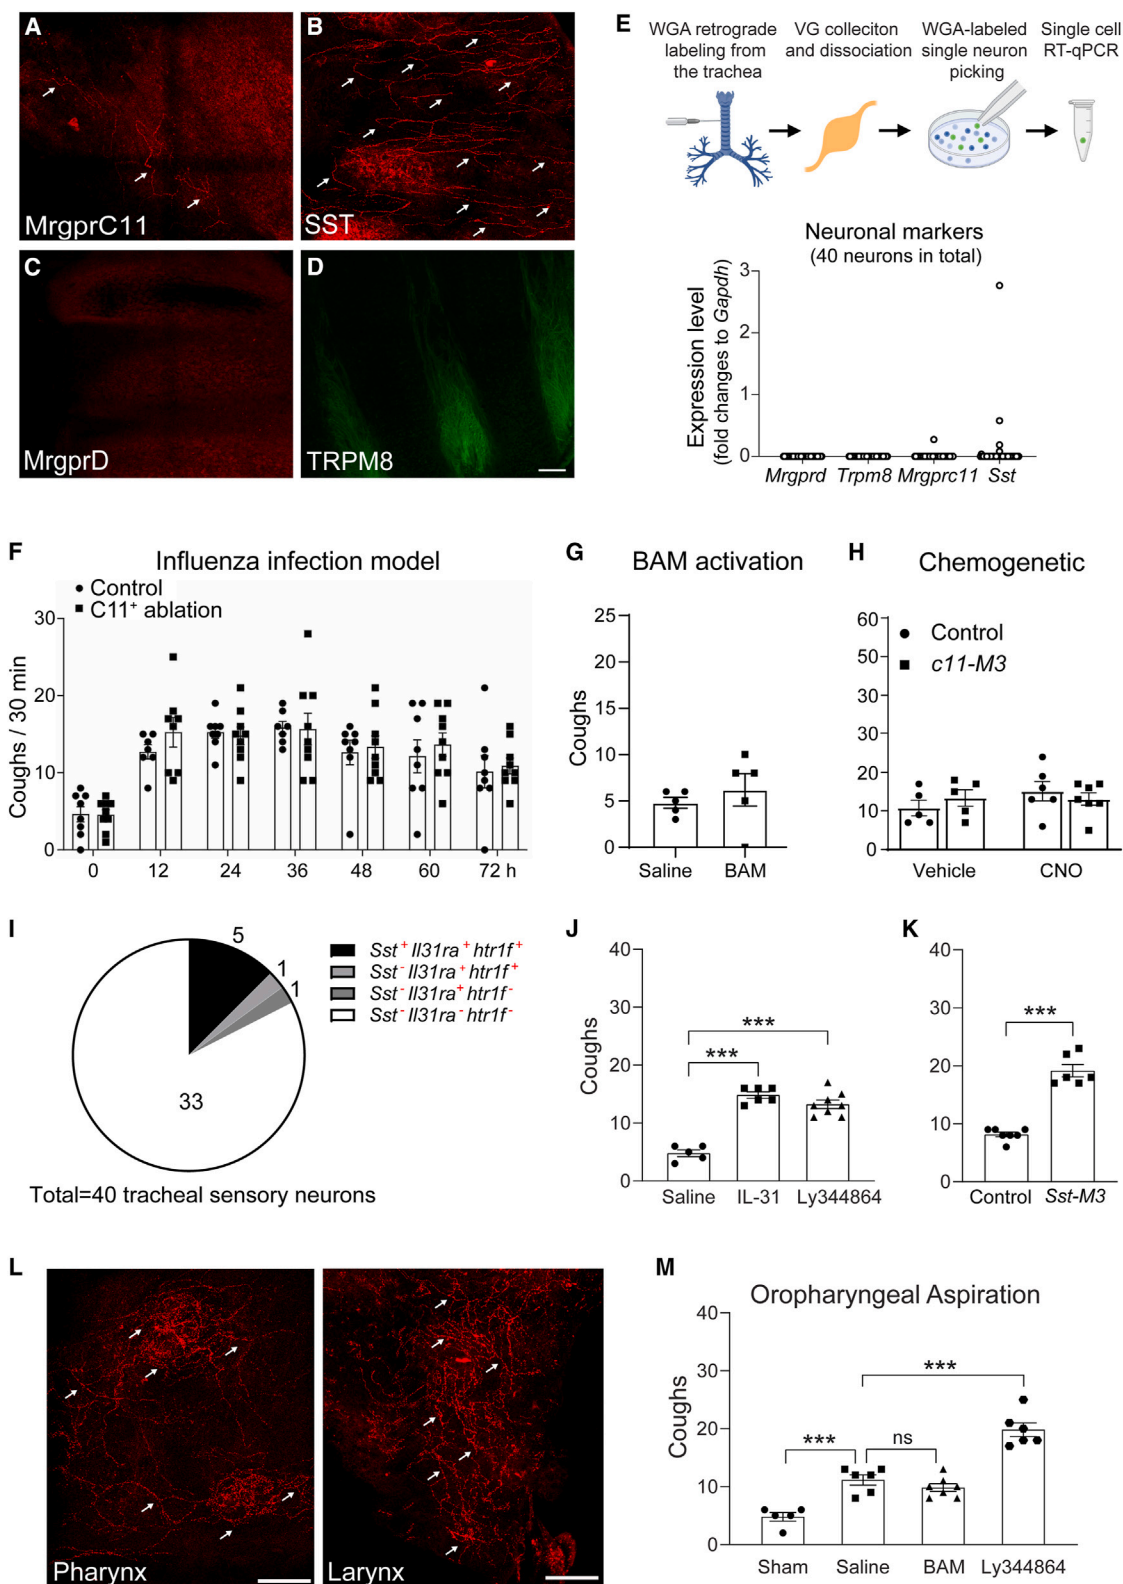 A
MrgprC11
B
SST
C
MrgprD
D
TRPM8
E
WGA retrograde
labeling from
the trachea
VG colleciton
and dissociation
WGA-labeled
single neuron
picking
Single cell
RT-qPCR
Neuronal markers
(40 neurons in total)
Expression level
(fold changes to Gapdh)
3
2
1
0
Mrgprd Trpm8 Mrgprc11 Sst
F
Influenza infection model
Control
C11⁺ ablation
Coughs / 30 min
30
20
10
0
0 12 24 36 48 60 72 h
G
BAM activation
Coughs
25
20
15
10
5
0
Saline BAM
H
Chemogenetic
Control
c11-M3
60
50
30
30
20
10
0
Vehicle CNO
I
5
1
1
33
Sst⁺ Il31ra⁺ htr1f⁺
Sst⁻ Il31ra⁺ htr1f⁺
Sst⁻ Il31ra⁺ htr1f⁻
Sst⁻ Il31ra⁻ htr1f⁻
Total=40 tracheal sensory neurons
J
Coughs
40
30
20
10
0
***
***
Saline IL-31 Ly344864
K
40
30
20
10
0
***
Control Sst-M3
L
Pharynx
Larynx
M
Oropharyngeal Aspiration
Coughs
40
30
20
10
0
***
***
ns
Sham Saline BAM Ly344864